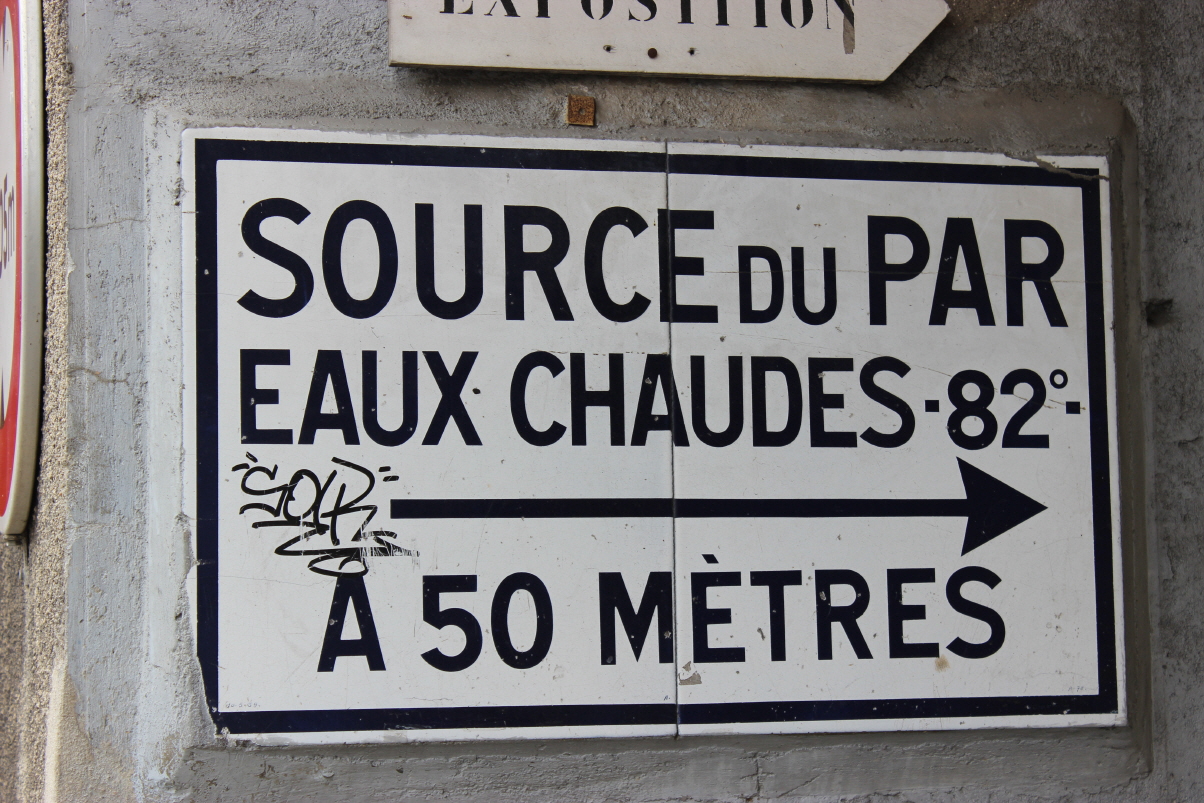 EXPOSITION
SOURCE DU PAR
EAUX CHAUDES - 82° -
A 50 MÈTRES